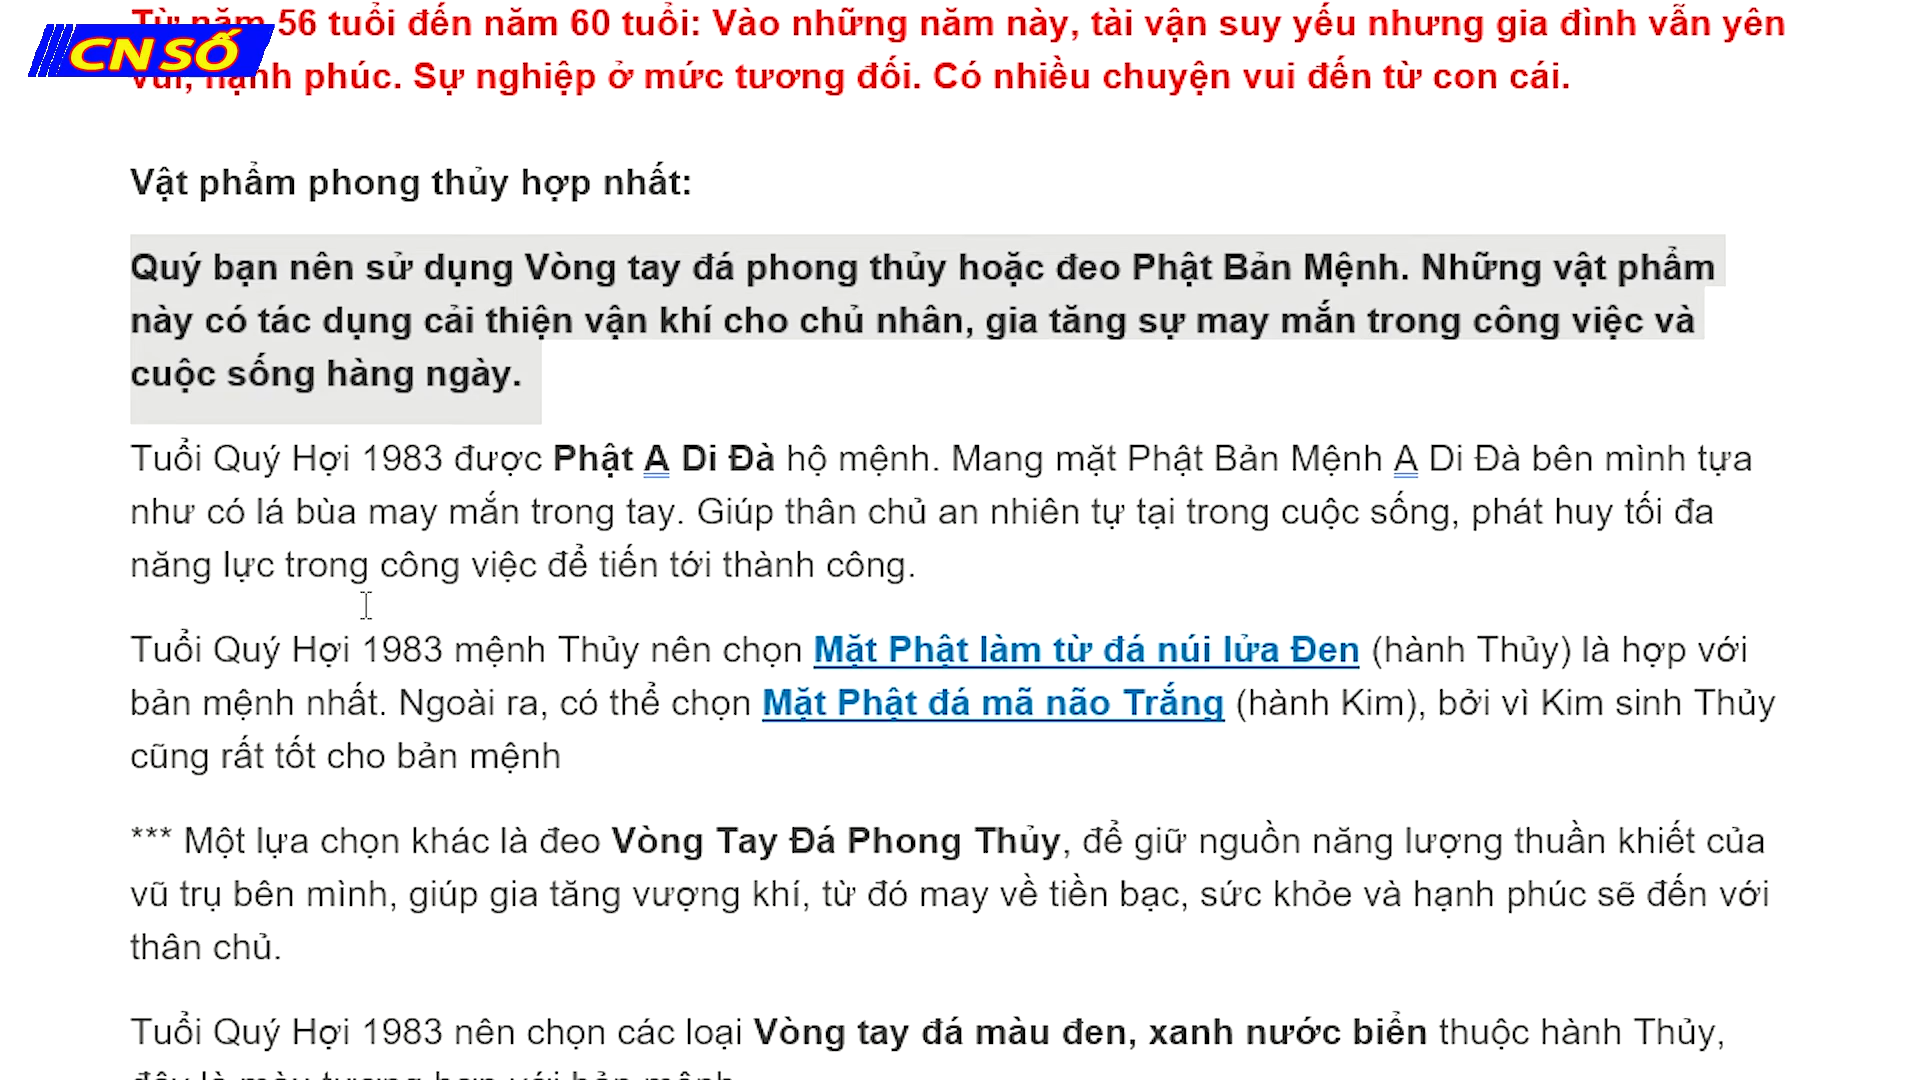 CN SỐ
Từ năm 56 tuổi đến năm 60 tuổi: Vào những năm này, tài vận suy yếu nhưng gia đình vẫn yên
vui, hạnh phúc. Sự nghiệp ở mức tương đối. Có nhiều chuyện vui đến từ con cái.
Vật phẩm phong thủy hợp nhất:
Quý bạn nên sử dụng Vòng tay đá phong thủy hoặc đeo Phật Bản Mệnh. Những vật phẩm
này có tác dụng cải thiện vận khí cho chủ nhân, gia tăng sự may mắn trong công việc và
cuộc sống hàng ngày.
Tuổi Quý Hợi 1983 được Phật A Di Đà hộ mệnh. Mang mặt Phật Bản Mệnh A Di Đà bên mình tựa
như có lá bùa may mắn trong tay. Giúp thân chủ an nhiên tự tại trong cuộc sống, phát huy tối đa
năng lực trong công việc để tiến tới thành công.
Tuổi Quý Hợi 1983 mệnh Thủy nên chọn Mặt Phật làm từ đá núi lửa Đen (hành Thủy) là hợp với
bản mệnh nhất. Ngoài ra, có thể chọn Mặt Phật đá mã não Trắng (hành Kim), bởi vì Kim sinh Thủy
cũng rất tốt cho bản mệnh
*** Một lựa chọn khác là đeo Vòng Tay Đá Phong Thủy, để giữ nguồn năng lượng thuần khiết của
vũ trụ bên mình, giúp gia tăng vượng khí, từ đó may về tiền bạc, sức khỏe và hạnh phúc sẽ đến với
thân chủ.
Tuổi Quý Hợi 1983 nên chọn các loại Vòng tay đá màu đen, xanh nước biển thuộc hành Thủy,